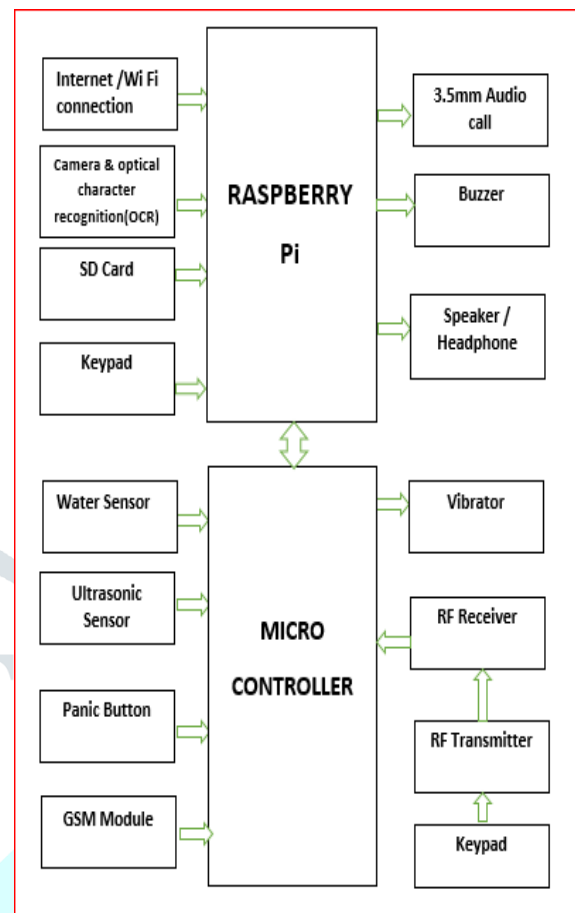 Internet /Wi Fi
connection
Camera & optical
character
recognition(OCR)
SD Card
Keypad
RASPBERRY
Pi
3.5mm Audio
call
Buzzer
Speaker /
Headphone
Water Sensor
Ultrasonic
Sensor
Panic Button
GSM Module
MICRO
CONTROLLER
Vibrator
RF Receiver
RF Transmitter
Keypad